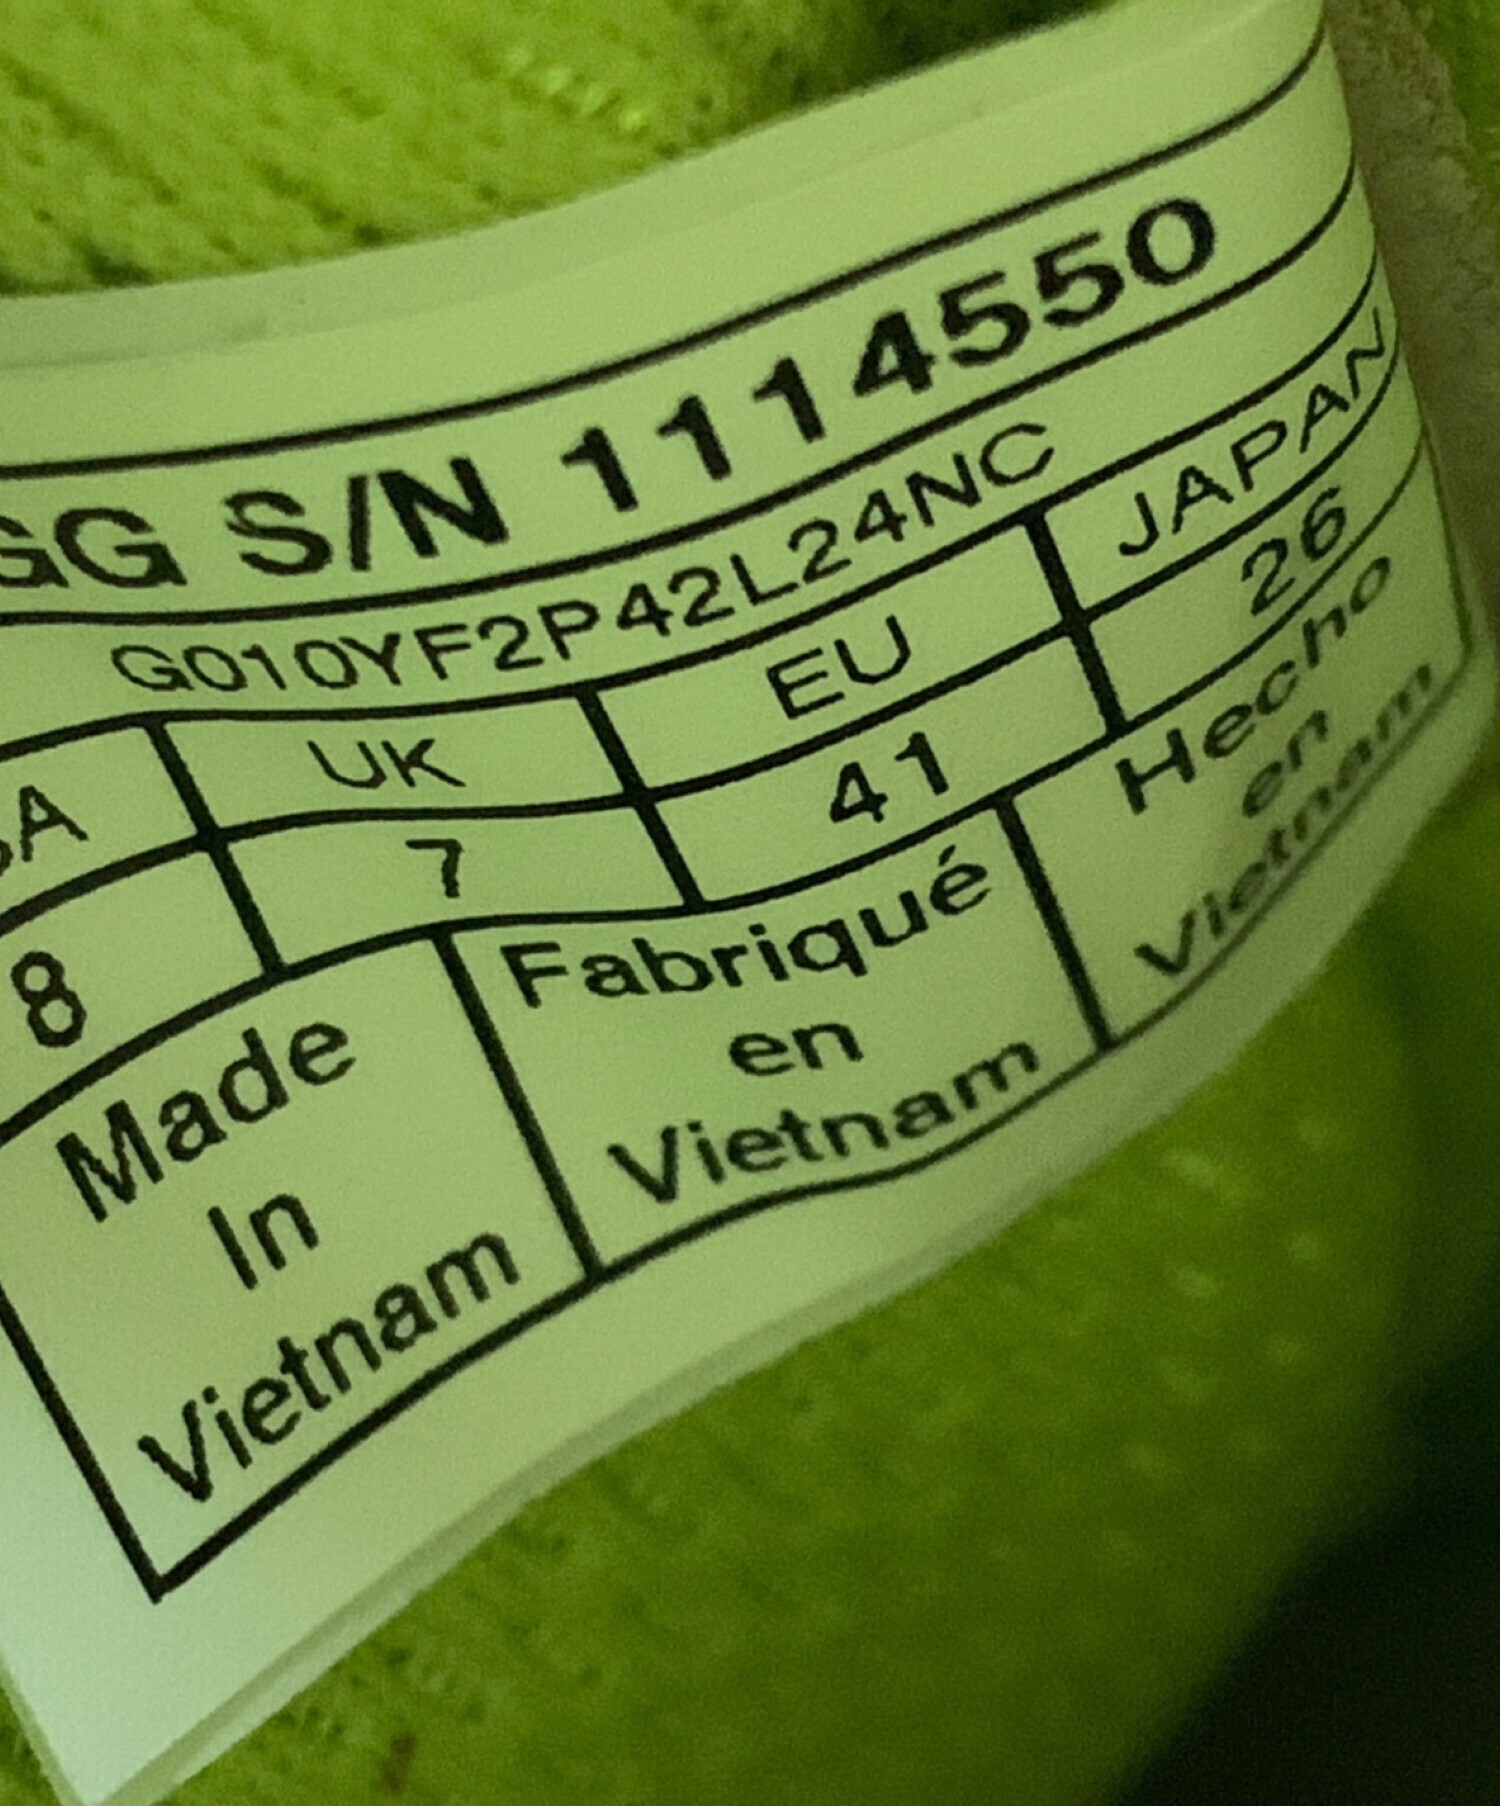 GG S/N 1114550
G010YF2P42L24NC
SA UK EU JAPAN
8 7 41 26
Made
In
Vietnam
Fabriqué
en
Vietnam
Hecho
en
Vietnam